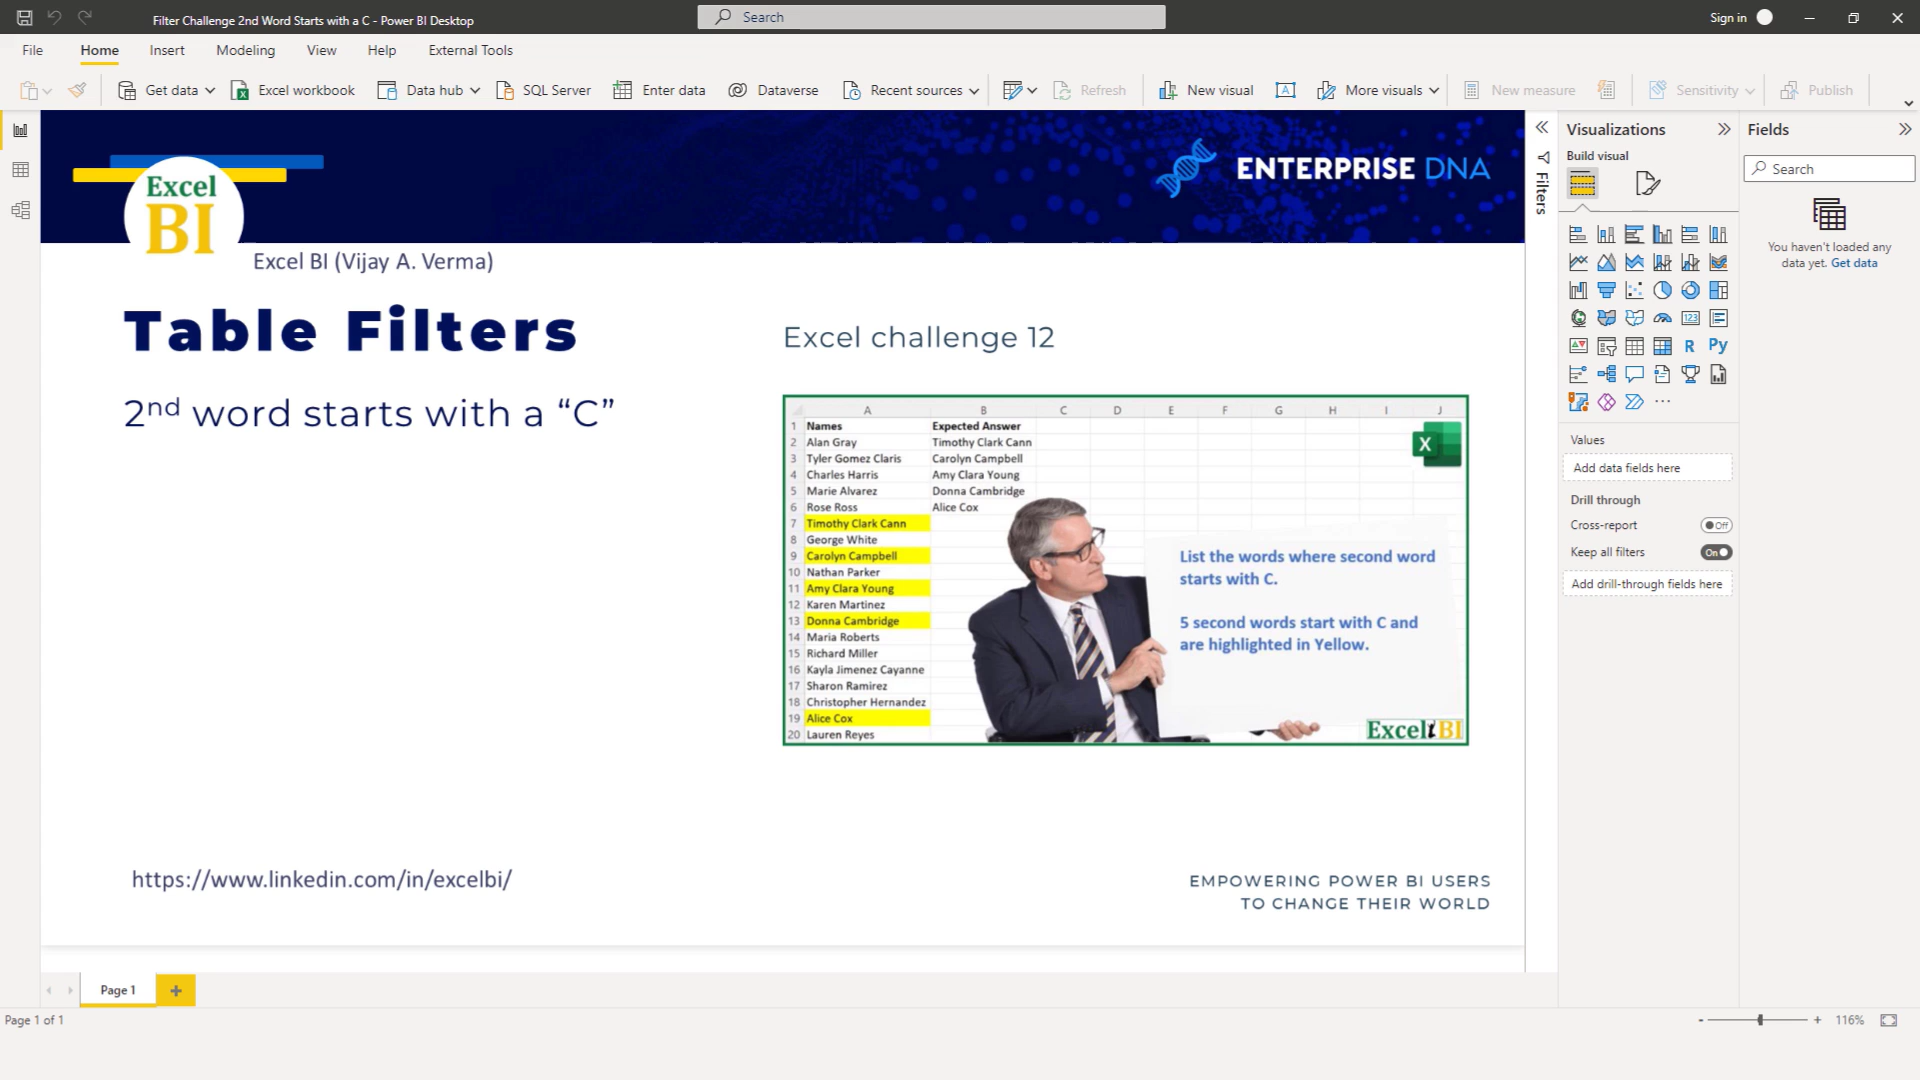 Filter Challenge 2nd Word Starts with a C - Power BI Desktop
Search
Sign in
File Home Insert Modeling View Help External Tools
Get data Excel workbook Data hub SQL Server Enter data Dataverse Recent sources Refresh New visual More visuals New measure Sensitivity Publish
Excel
BI
ENTERPRISE DNA
Excel BI (Vijay A. Verma)
Table Filters
2nd word starts with a “C”
Excel challenge 12
A B C D E F G H I J
1 Names Expected Answer
2 Alan Gray Timothy Clark Cann
3 Tyler Gomez Claris Carolyn Campbell
4 Charles Harris Amy Clara Young
5 Marie Alvarez Donna Cambridge
6 Rose Ross Alice Cox
7 Timothy Clark Cann
8 George White
9 Carolyn Campbell
10 Nathan Parker
11 Amy Clara Young
12 Karen Martinez
13 Donna Cambridge
14 Maria Roberts
15 Richard Miller
16 Kayla Jimenez Cayanne
17 Sharon Ramirez
18 Christopher Hernandez
19 Alice Cox
20 Lauren Reyes
X
List the words where second word
starts with C.
5 second words start with C and
are highlighted in Yellow.
Excel BI
https://www.linkedin.com/in/excelbi/
EMPOWERING POWER BI USERS
TO CHANGE THEIR WORLD
Filters
Visualizations
Build visual
123
R Py
Values
Add data fields here
Drill through
Cross-report
Off
Keep all filters
On
Add drill-through fields here
Fields
Search
You haven't loaded any
data yet. Get data
Page 1
+
Page 1 of 1
- + 116%